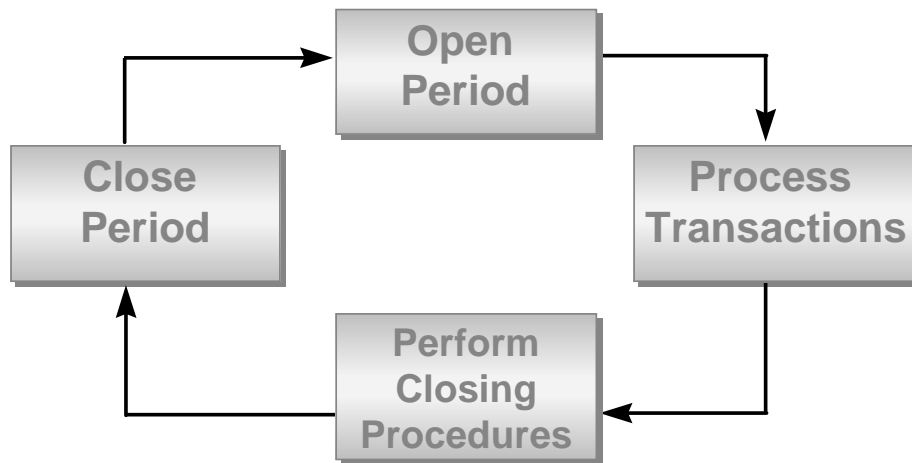 Open
Period
Process
Transactions
Perform
Closing
Procedures
Close
Period